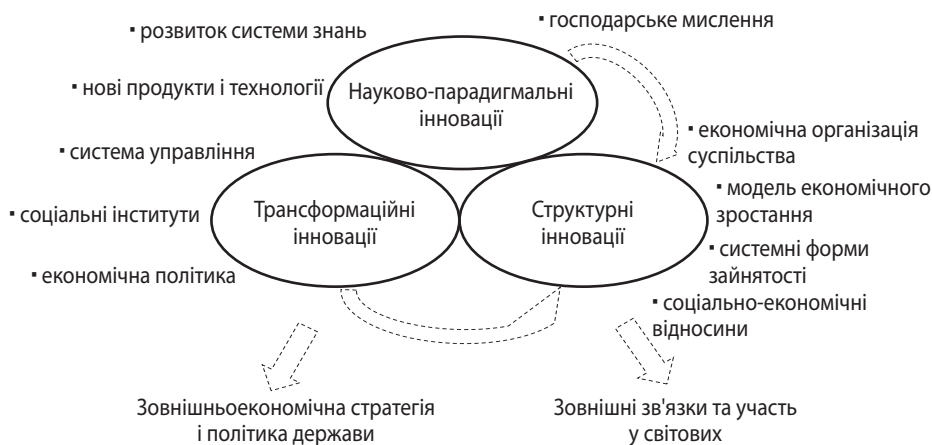 ▪ розвиток системи знань
▪ господарське мислення
▪ нові продукти і технології
Науково-парадигмальні
інновації
▪ система управління
▪ економічна організація
суспільства
▪ соціальні інститути
Трансформаційні
інновації
Структурні
інновації
▪ модель економічного
зростання
▪ економічна політика
▪ системні форми
зайнятості
▪ соціально-економічні
відносини
Зовнішньоекономічна стратегія
і політика держави
Зовнішні зв'язки та участь
у світових